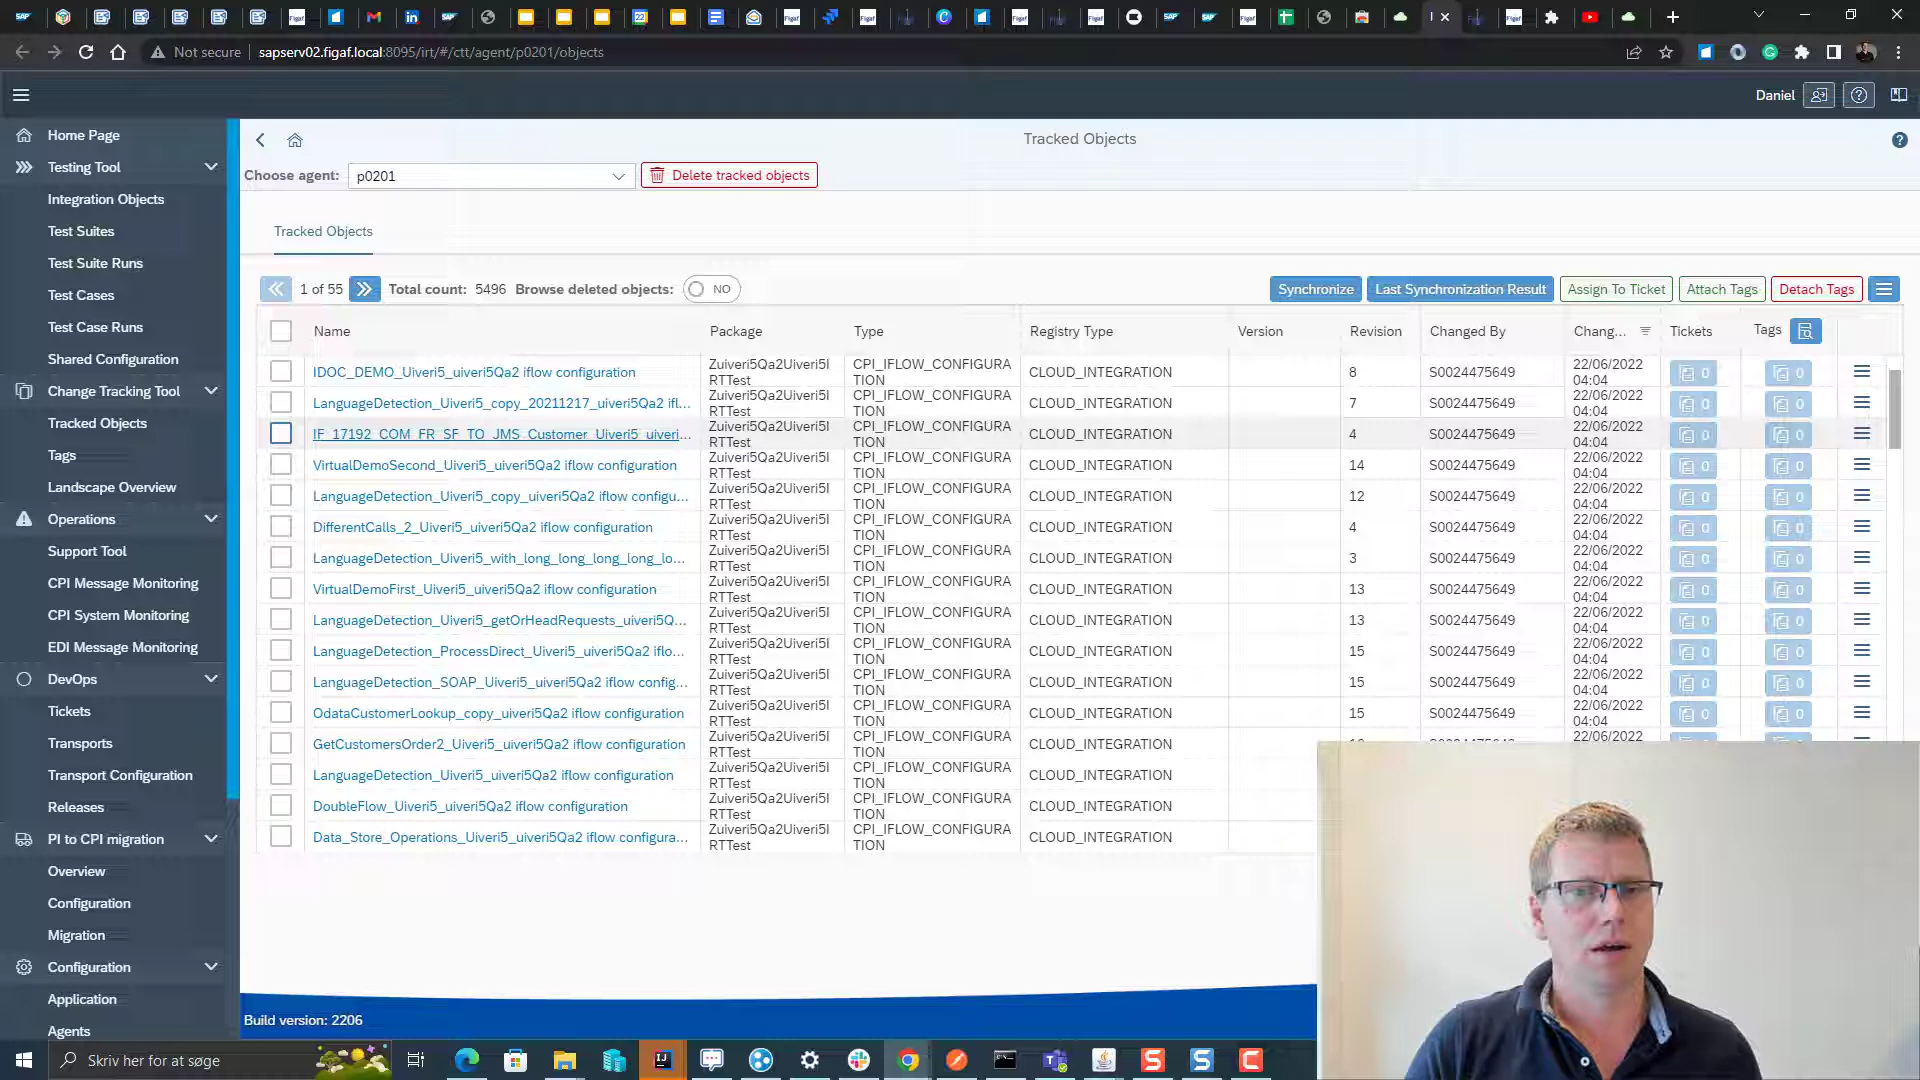 Not secure sapserv02.figaf.local:8095/irt/#/ctt/agent/p0201/objects
Daniel
Home Page
Testing Tool
Integration Objects
Test Suites
Test Suite Runs
Test Cases
Test Case Runs
Shared Configuration
Change Tracking Tool
Tracked Objects
Tags
Landscape Overview
Operations
Support Tool
CPI Message Monitoring
CPI System Monitoring
EDI Message Monitoring
DevOps
Tickets
Transports
Transport Configuration
Releases
PI to CPI migration
Overview
Configuration
Migration
Configuration
Application
Agents
Tracked Objects
Choose agent: p0201 Delete tracked objects
Tracked Objects
1 of 55 Total count: 5496 Browse deleted objects: NO Synchronize Last Synchronization Result Assign To Ticket Attach Tags Detach Tags
Name Package Type Registry Type Version Revision Changed By Chang... Tickets Tags
IDOC_DEMO_Uiveri5_uiveri5Qa2 iflow configuration Zuiveri5Qa2Uiveri5IRTTest CPI_IFLOW_CONFIGURATION CLOUD_INTEGRATION 8 S0024475649 22/06/2022 04:04 0 0
LanguageDetection_Uiveri5_copy_20211217_uiveri5Qa2 ifl... Zuiveri5Qa2Uiveri5IRTTest CPI_IFLOW_CONFIGURATION CLOUD_INTEGRATION 7 S0024475649 22/06/2022 04:04 0 0
IF_17192_COM_FR_SF_TO_JMS_Customer_Uiveri5_uiveri... Zuiveri5Qa2Uiveri5IRTTest CPI_IFLOW_CONFIGURATION CLOUD_INTEGRATION 4 S0024475649 22/06/2022 04:04 0 0
VirtualDemoSecond_Uiveri5_uiveri5Qa2 iflow configuration Zuiveri5Qa2Uiveri5IRTTest CPI_IFLOW_CONFIGURATION CLOUD_INTEGRATION 14 S0024475649 22/06/2022 04:04 0 0
LanguageDetection_Uiveri5_copy_uiveri5Qa2 iflow configu... Zuiveri5Qa2Uiveri5IRTTest CPI_IFLOW_CONFIGURATION CLOUD_INTEGRATION 12 S0024475649 22/06/2022 04:04 0 0
DifferentCalls_2_Uiveri5_uiveri5Qa2 iflow configuration Zuiveri5Qa2Uiveri5IRTTest CPI_IFLOW_CONFIGURATION CLOUD_INTEGRATION 4 S0024475649 22/06/2022 04:04 0 0
LanguageDetection_Uiveri5_with_long_long_long_long_lo... Zuiveri5Qa2Uiveri5IRTTest CPI_IFLOW_CONFIGURATION CLOUD_INTEGRATION 3 S0024475649 22/06/2022 04:04 0 0
VirtualDemoFirst_Uiveri5_uiveri5Qa2 iflow configuration Zuiveri5Qa2Uiveri5IRTTest CPI_IFLOW_CONFIGURATION CLOUD_INTEGRATION 13 S0024475649 22/06/2022 04:04 0 0
LanguageDetection_Uiveri5_getOrHeadRequests_uiveri5Q... Zuiveri5Qa2Uiveri5IRTTest CPI_IFLOW_CONFIGURATION CLOUD_INTEGRATION 13 S0024475649 22/06/2022 04:04 0 0
LanguageDetection_ProcessDirect_Uiveri5_uiveri5Qa2 iflo... Zuiveri5Qa2Uiveri5IRTTest CPI_IFLOW_CONFIGURATION CLOUD_INTEGRATION 15 S0024475649 22/06/2022 04:04 0 0
LanguageDetection_SOAP_Uiveri5_uiveri5Qa2 iflow config... Zuiveri5Qa2Uiveri5IRTTest CPI_IFLOW_CONFIGURATION CLOUD_INTEGRATION 15 S0024475649 22/06/2022 04:04 0 0
OdataCustomerLookup_copy_uiveri5Qa2 iflow configuration Zuiveri5Qa2Uiveri5IRTTest CPI_IFLOW_CONFIGURATION CLOUD_INTEGRATION 15 S0024475649 22/06/2022 04:04 0 0
GetCustomersOrder2_Uiveri5_uiveri5Qa2 iflow configuration Zuiveri5Qa2Uiveri5IRTTest CPI_IFLOW_CONFIGURATION CLOUD_INTEGRATION 22/06/2022
LanguageDetection_Uiveri5_uiveri5Qa2 iflow configuration Zuiveri5Qa2Uiveri5IRTTest CPI_IFLOW_CONFIGURATION CLOUD_INTEGRATION
DoubleFlow_Uiveri5_uiveri5Qa2 iflow configuration Zuiveri5Qa2Uiveri5IRTTest CPI_IFLOW_CONFIGURATION CLOUD_INTEGRATION
Data_Store_Operations_Uiveri5_uiveri5Qa2 iflow configura... Zuiveri5Qa2Uiveri5IRTTest CPI_IFLOW_CONFIGURATION CLOUD_INTEGRATION
Build version: 2206
Skriv her for at søge